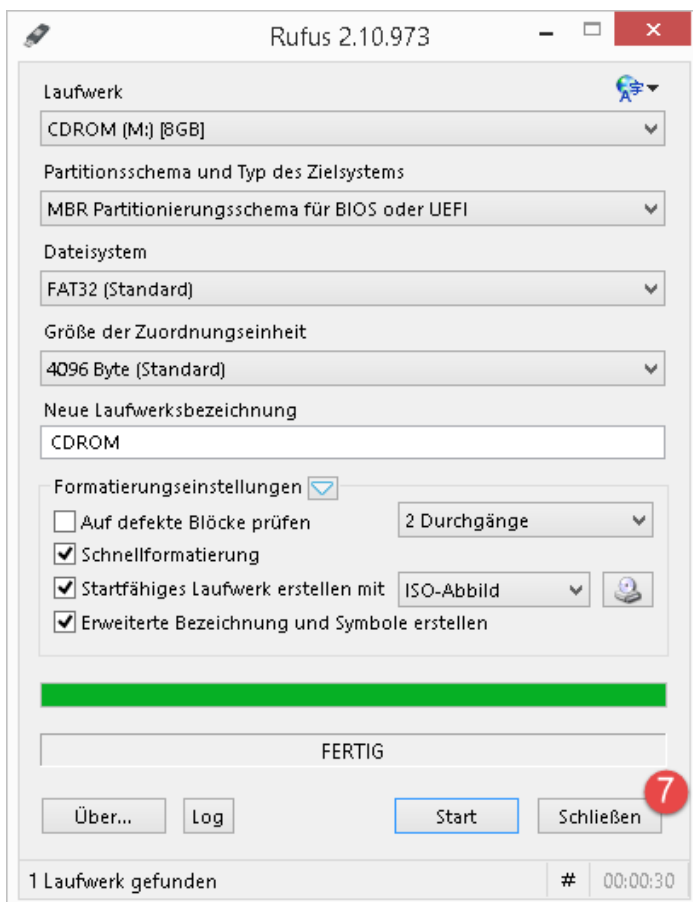 Rufus 2.10.973
Laufwerk
CDROM (M:) [8GB]
Partitionsschema und Typ des Zielsystems
MBR Partitionierungsschema für BIOS oder UEFI
Dateisystem
FAT32 (Standard)
Größe der Zuordnungseinheit
4096 Byte (Standard)
Neue Laufwerksbezeichnung
CDROM
Formatierungseinstellungen
Auf defekte Blöcke prüfen 2 Durchgänge
Schnellformatierung
Startfähiges Laufwerk erstellen mit ISO-Abbild
Erweiterte Bezeichnung und Symbole erstellen
FERTIG
7
Über... Log Start Schließen
1 Laufwerk gefunden # 00:00:30